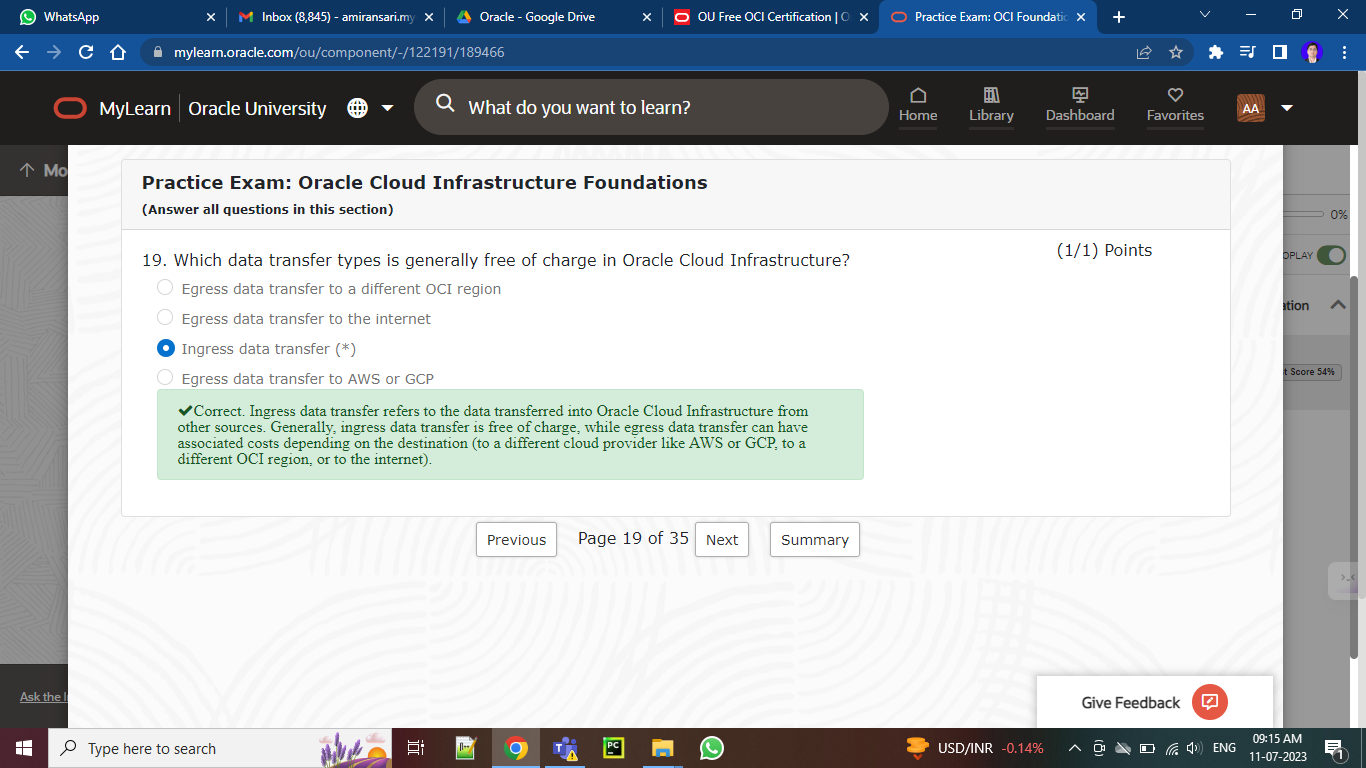 WhatsApp
Inbox (8,845) - amiransari.my
Oracle - Google Drive
OU Free OCI Certification | O
Practice Exam: OCI Foundatic
mylearn.oracle.com/ou/component/-/122191/189466
MyLearn Oracle University
What do you want to learn?
Home
Library
Dashboard
Favorites
AA
Mo
Practice Exam: Oracle Cloud Infrastructure Foundations
(Answer all questions in this section)
0%
(1/1) Points
19. Which data transfer types is generally free of charge in Oracle Cloud Infrastructure?
OPLAY
Egress data transfer to a different OCI region
Egress data transfer to the internet
ation
Ingress data transfer (*)
t Score 54%
Egress data transfer to AWS or GCP
✔Correct. Ingress data transfer refers to the data transferred into Oracle Cloud Infrastructure from
other sources. Generally, ingress data transfer is free of charge, while egress data transfer can have
associated costs depending on the destination (to a different cloud provider like AWS or GCP, to a
different OCI region, or to the internet).
Previous Page 19 of 35 Next Summary
Ask the I
Give Feedback
Type here to search
PC
USD/INR -0.14%
ENG
09:15 AM
11-07-2023
1